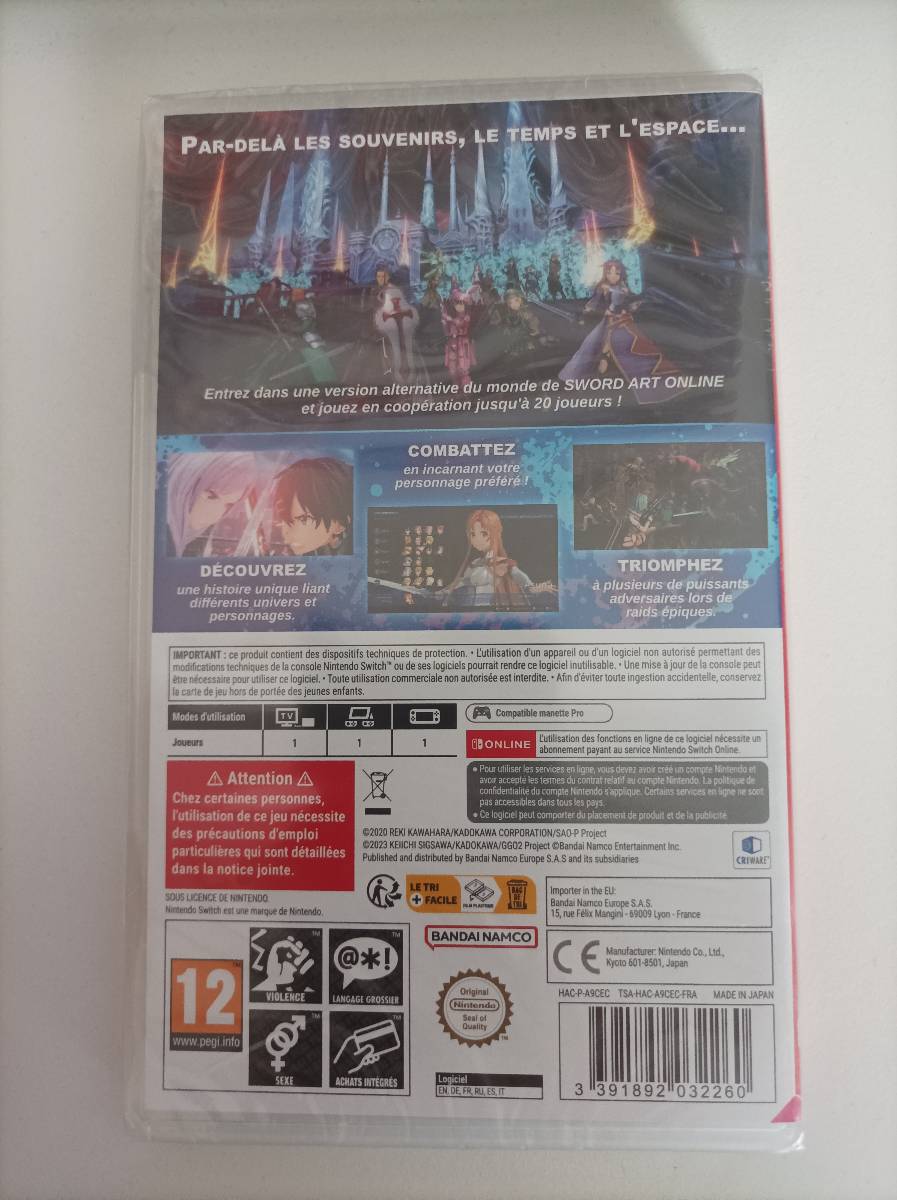 PAR-DELÀ LES SOUVENIRS, LE TEMPS ET L'ESPACE...
Entrez dans une version alternative du monde de SWORD ART ONLINE
et jouez en coopération jusqu'à 20 joueurs !
COMBATTEZ
en incarnant votre
personnage préféré !
DÉCOUVREZ
une histoire unique liant
différents univers et
personnages.
TRIOMPHEZ
à plusieurs de puissants
adversaires lors de
raids épiques.
IMPORTANT : ce produit contient des dispositifs techniques de protection. • L'utilisation d'un appareil ou d'un logiciel non autorisé permettant des
modifications techniques de la console Nintendo Switch™ ou de ses logiciels pourrait rendre ce logiciel inutilisable. • Une mise à jour de la console peut
être nécessaire pour utiliser ce logiciel. • Toute utilisation commerciale non autorisée est interdite. • Afin d'éviter toute ingestion accidentelle, conservez
la carte de jeu hors de portée des jeunes enfants.
Modes d'utilisation TV
Joueurs 1 1 1
Compatible manette Pro
ONLINE
L'utilisation des fonctions en ligne de ce logiciel nécessite un
abonnement payant au service Nintendo Switch Online.
• Pour utiliser les services en ligne, vous devez avoir créé un compte Nintendo et
avoir accepté les termes du contrat relatif au compte Nintendo. La politique de
confidentialité du compte Nintendo s'applique. Certains services en ligne ne sont
pas accessibles dans tous les pays.
• Ce logiciel peut comporter du placement de produit et de la publicité.
Attention
Chez certaines personnes,
l'utilisation de ce jeu nécessite
des précautions d'emploi
particulières qui sont détaillées
dans la notice jointe.
©2020 REKI KAWAHARA/KADOKAWA CORPORATION/SAO-P Project
©2023 KEIICHI SIGSAWA/KADOKAWA/GGO2 Project ©Bandai Namco Entertainment Inc.
Published and distributed by Bandai Namco Europe S.A.S and its subsidiaries
CRIWARE
SOUS LICENCE DE NINTENDO.
Nintendo Switch est une marque de Nintendo.
LE TRI
+ FACILE
FILM PLASTIQUE
BAC DE TRI
Importer in the EU:
Bandai Namco Europe S.A.S.
15, rue Félix Mangini - 69009 Lyon - France
BANDAI NAMCO
CE
Manufacturer: Nintendo Co., Ltd.,
Kyoto 601-8501, Japan
HAC-P-A9CEC TSA-HAC-A9CEC-FRA MADE IN JAPAN
12
www.pegi.info
VIOLENCE
@*!
LANGAGE GROSSIER
SEXE
ACHATS INTÉGRÉS
Original
Nintendo
Seal of
Quality
Logiciel
EN, DE, FR, RU, ES, IT
3 391892 032260